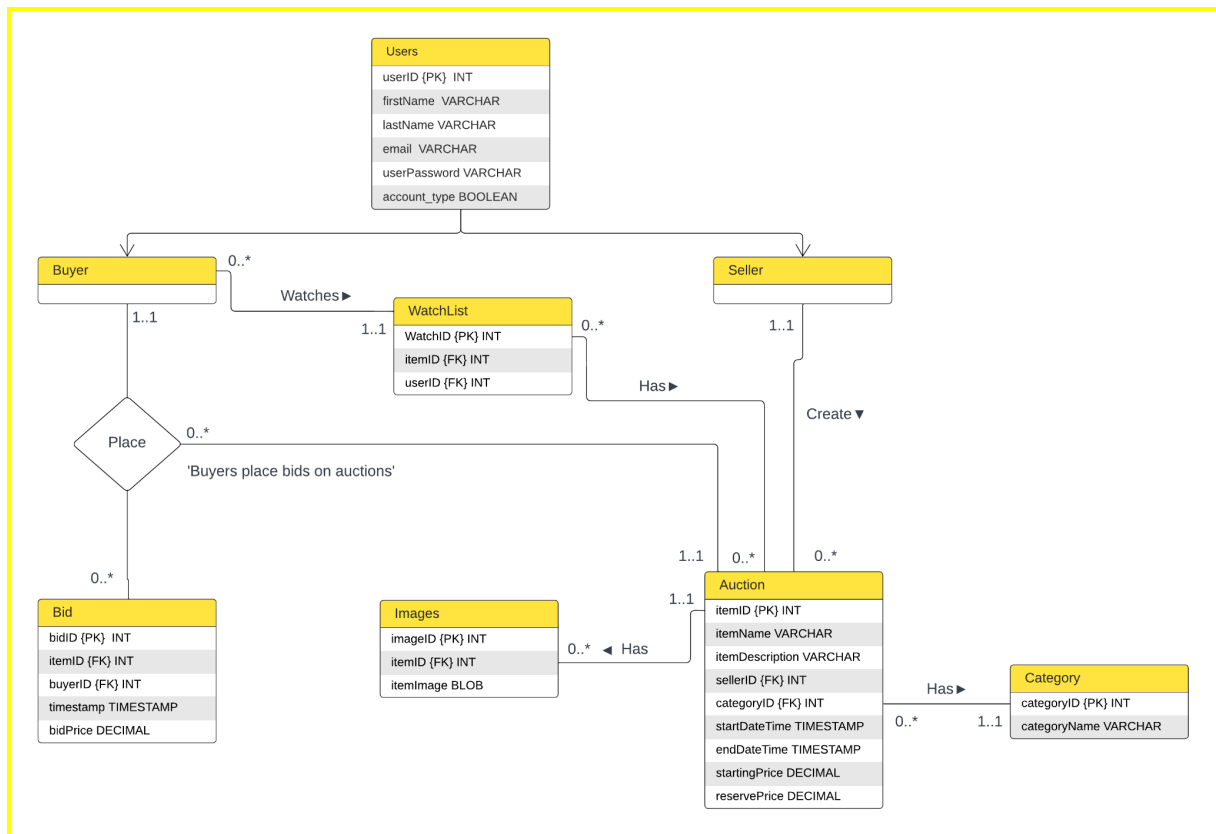 Users
userID {PK}  INT
firstName  VARCHAR
lastName VARCHAR
email  VARCHAR
userPassword VARCHAR
account_type BOOLEAN
Buyer
0..*
Seller
Watches►
1..1
1..1
WatchList
WatchID {PK} INT
itemID {FK} INT
userID {FK} INT
0..*
1..1
Has►
Create▼
Place
0..*
'Buyers place bids on auctions'
0..*
1..1
0..*
0..*
Bid
bidID {PK}  INT
itemID {FK} INT
buyerID {FK} INT
timestamp TIMESTAMP
bidPrice DECIMAL
Images
imageID {PK} INT
itemID {FK} INT
itemImage BLOB
1..1
0..* ◄ Has
Auction
itemID {PK} INT
itemName VARCHAR
itemDescription VARCHAR
sellerID {FK} INT
categoryID {FK} INT
startDateTime TIMESTAMP
endDateTime TIMESTAMP
startingPrice DECIMAL
reservePrice DECIMAL
Has►
0..*
1..1
Category
categoryID {PK} INT
categoryName VARCHAR